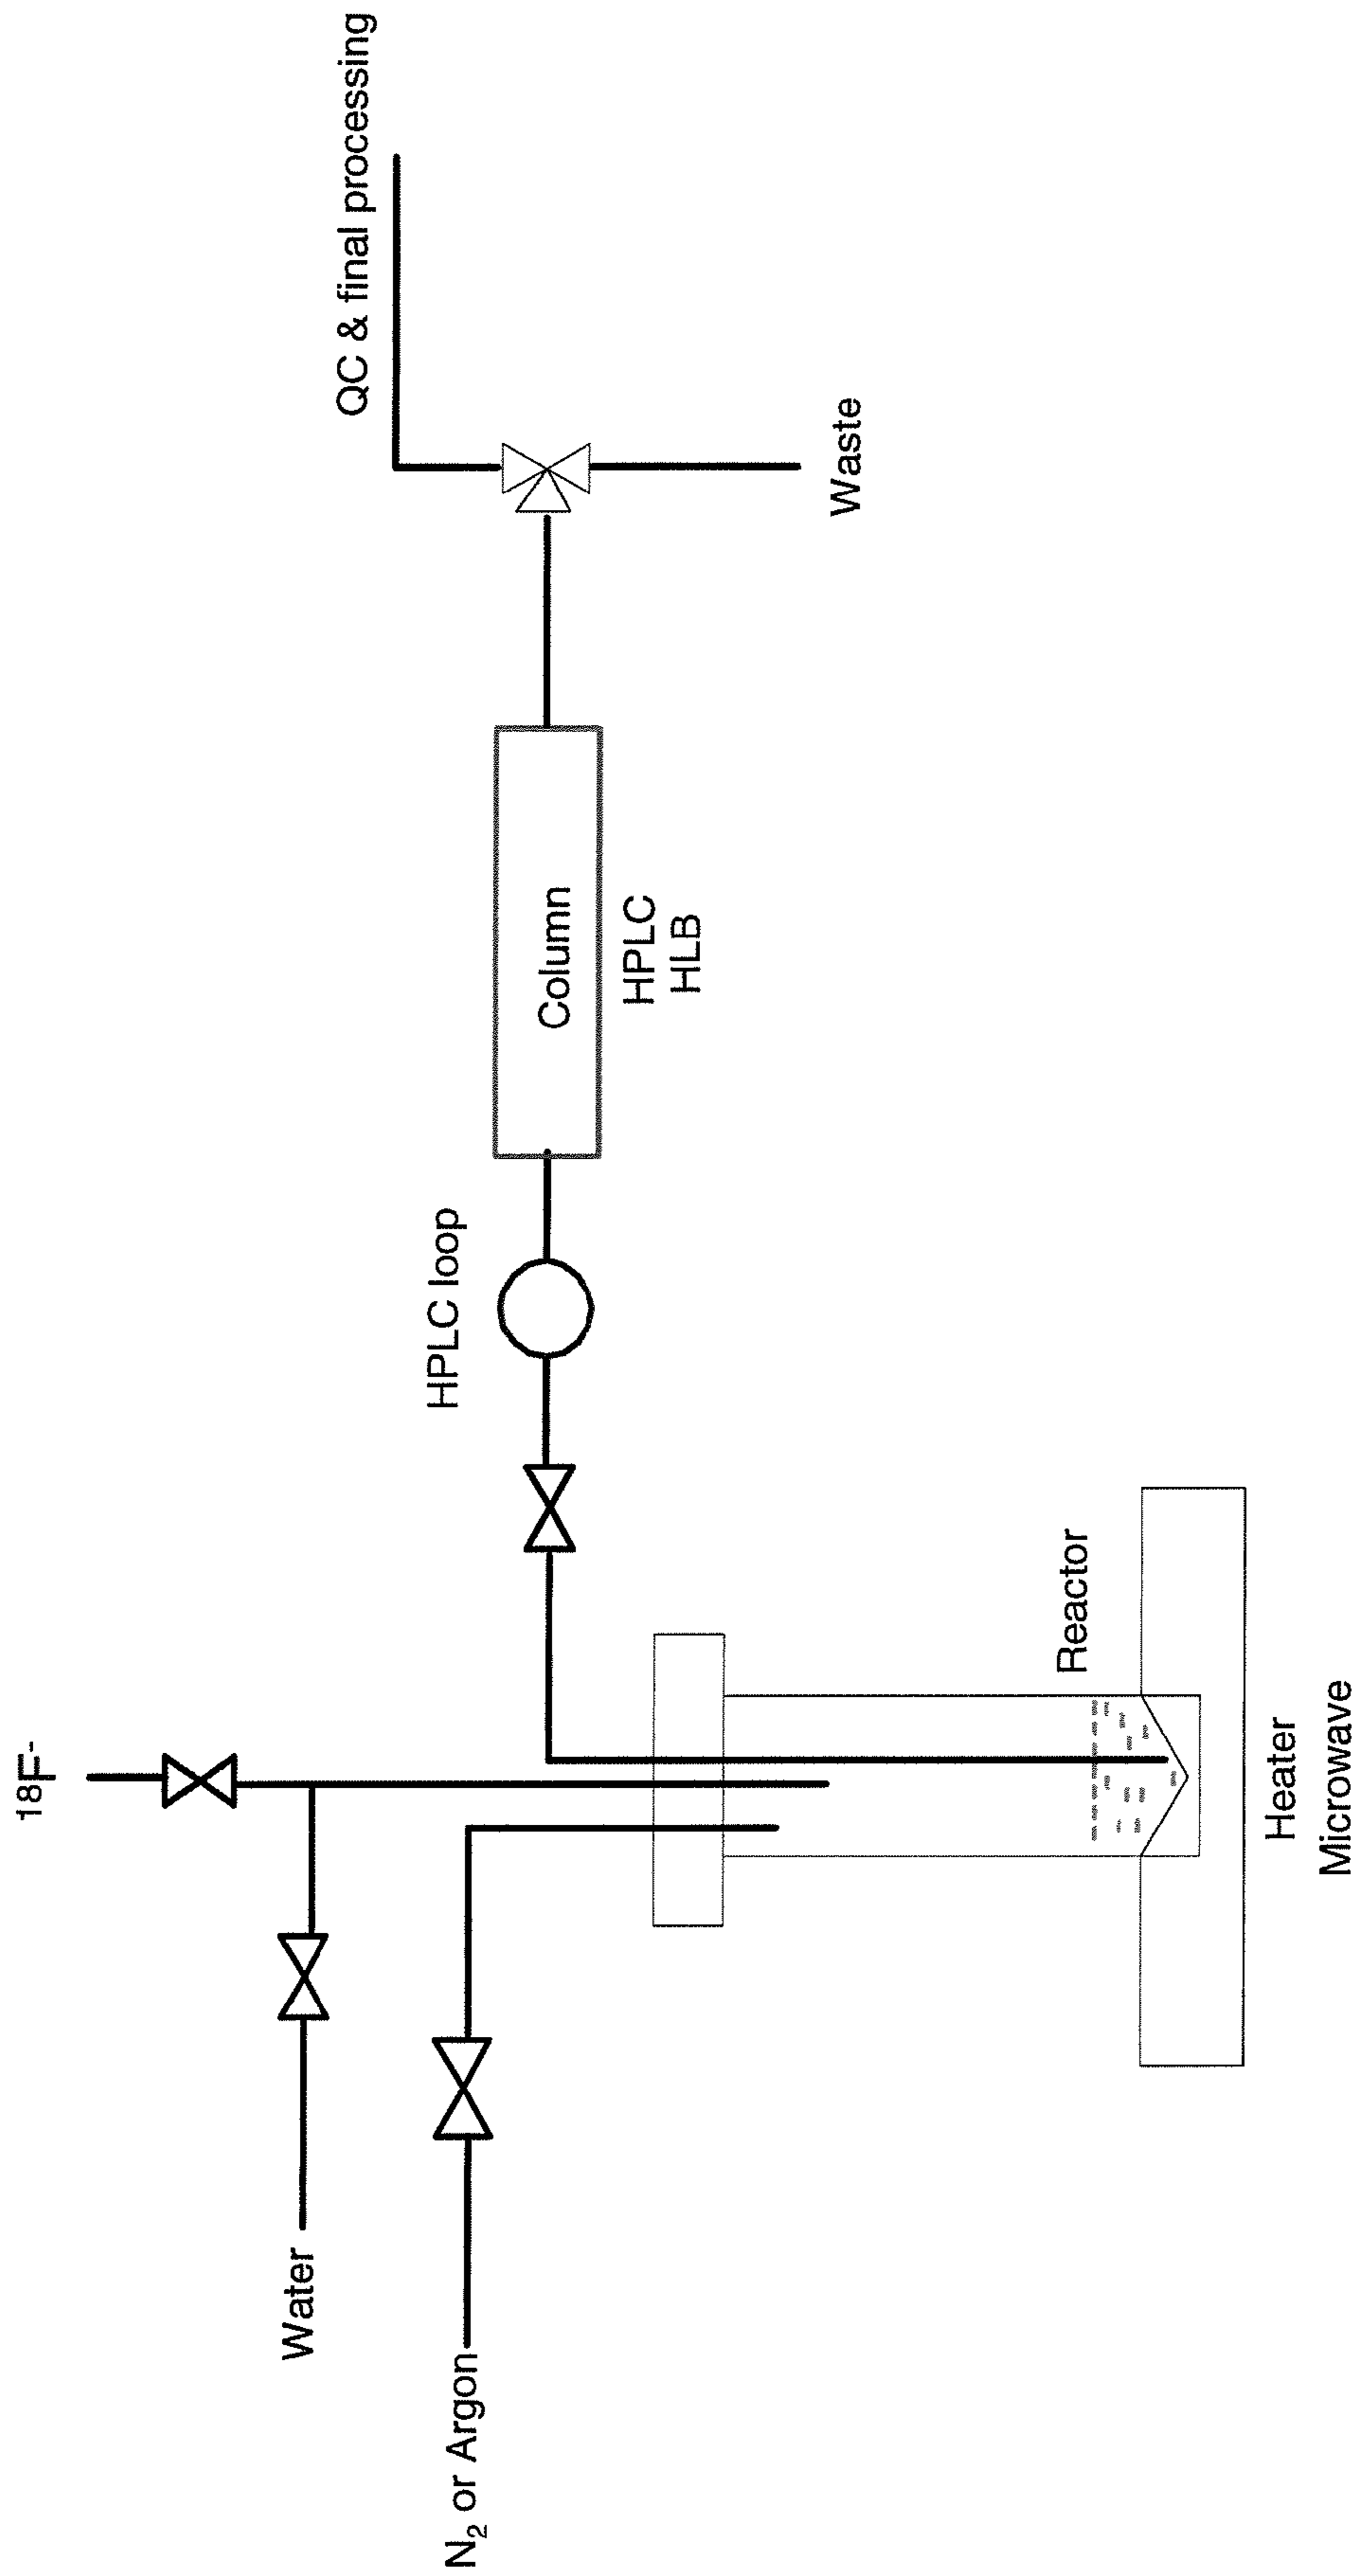 ¹⁸F⁻
Water
N₂ or Argon
HPLC loop
Column
HPLC
HLB
QC & final processing
Waste
Reactor
Heater
Microwave